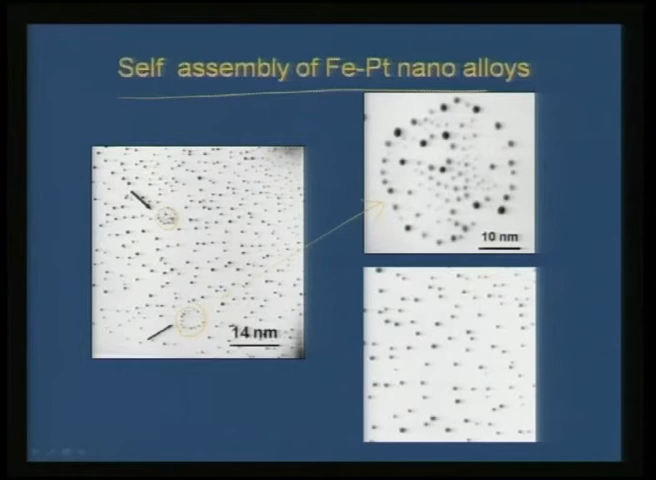 Self assembly of Fe-Pt nano alloys
10 nm
14 nm